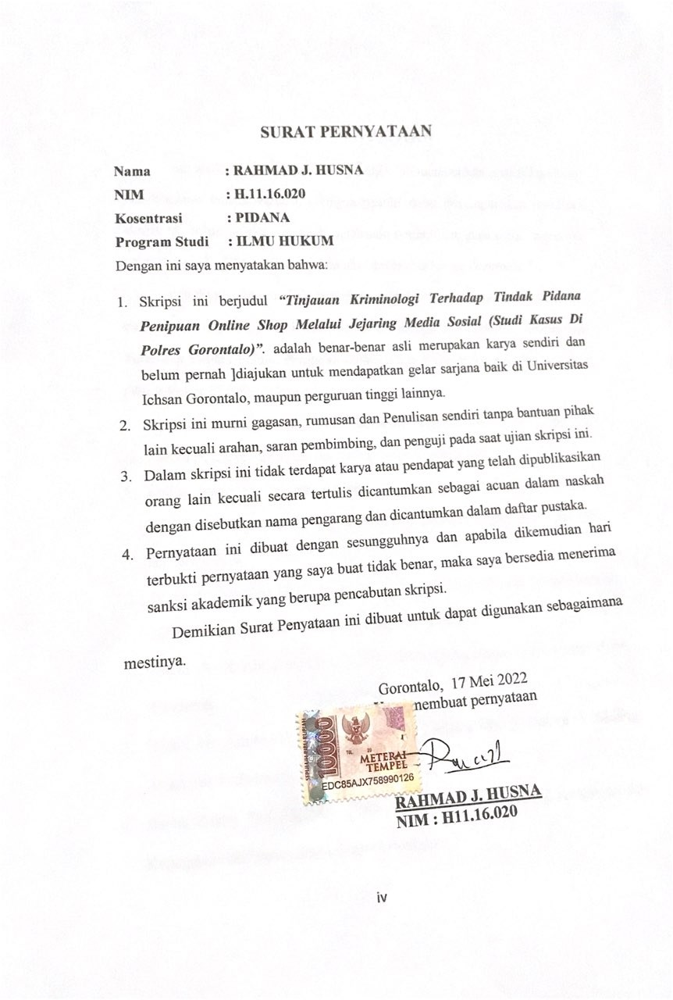 SURAT PERNYATAAN
Nama : RAHMAD J. HUSNA
NIM : H.11.16.020
Kosentrasi : PIDANA
Program Studi : ILMU HUKUM
Dengan ini saya menyatakan bahwa:
1. Skripsi ini berjudul “Tinjauan Kriminologi Terhadap Tindak Pidana
Penipuan Online Shop Melalui Jejaring Media Sosial (Studi Kasus Di
Polres Gorontalo)”. adalah benar-benar asli merupakan karya sendiri dan
belum pernah ]diajukan untuk mendapatkan gelar sarjana baik di Universitas
Ichsan Gorontalo, maupun perguruan tinggi lainnya.
2. Skripsi ini murni gagasan, rumusan dan Penulisan sendiri tanpa bantuan pihak
lain kecuali arahan, saran pembimbing, dan penguji pada saat ujian skripsi ini.
3. Dalam skripsi ini tidak terdapat karya atau pendapat yang telah dipublikasikan
orang lain kecuali secara tertulis dicantumkan sebagai acuan dalam naskah
dengan disebutkan nama pengarang dan dicantumkan dalam daftar pustaka.
4. Pernyataan ini dibuat dengan sesungguhnya dan apabila dikemudian hari
terbukti pernyataan yang saya buat tidak benar, maka saya bersedia menerima
sanksi akademik yang berupa pencabutan skripsi.
Demikian Surat Penyataan ini dibuat untuk dapat digunakan sebagaimana
mestinya.
Gorontalo, 17 Mei 2022
membuat pernyataan
10000
METERAI
TEMPEL
EDC85AJX758990126
RAHMAD J. HUSNA
NIM : H11.16.020
iv